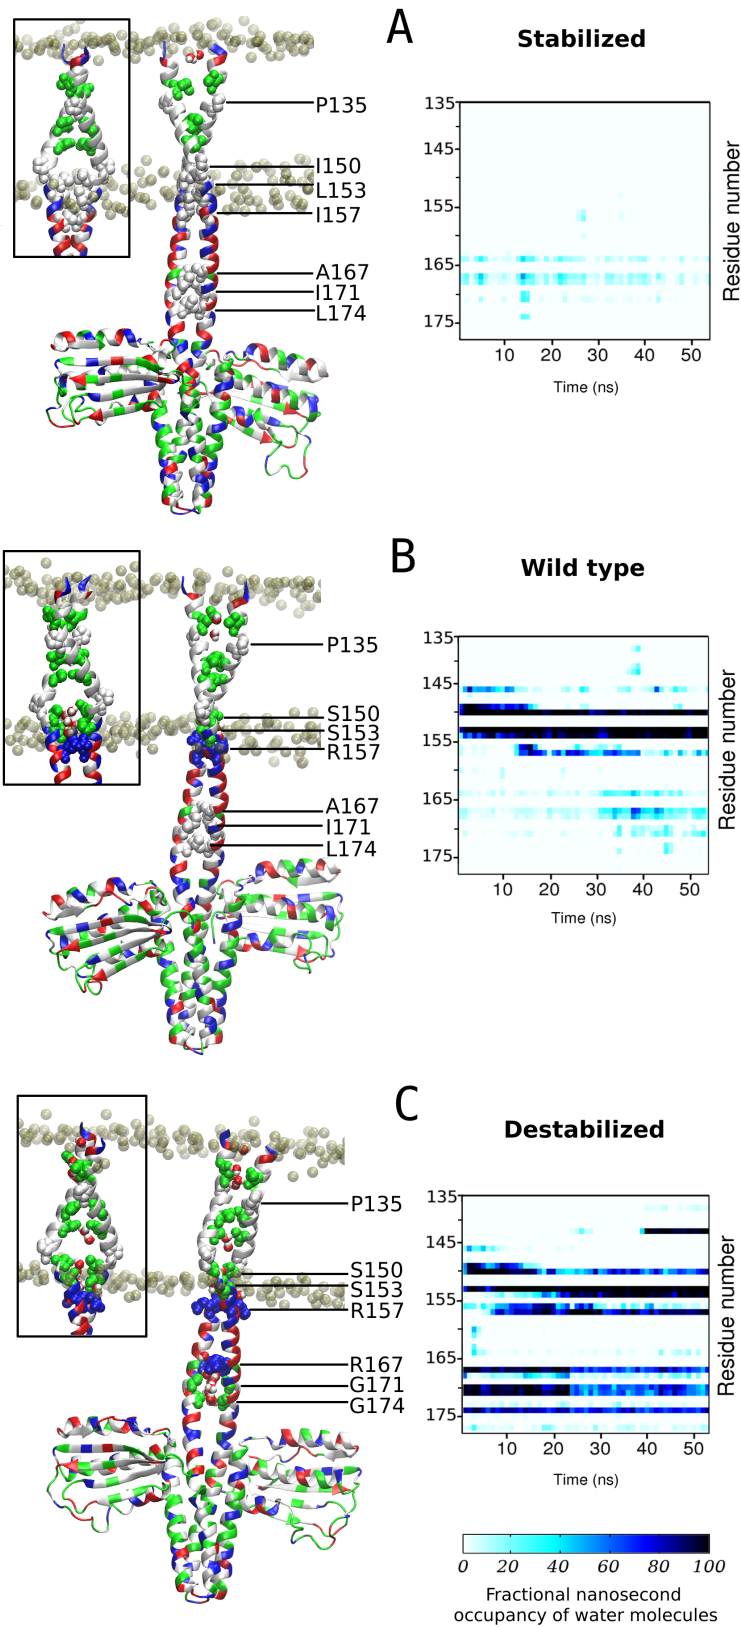 A
Stabilized
P135
I150
L153
I157
A167
I171
L174
135
145
155
165
175
10 20 30 40 50
Time (ns)
Residue number
B
Wild type
P135
S150
S153
R157
A167
I171
L174
135
145
155
165
175
10 20 30 40 50
Time (ns)
Residue number
C
Destabilized
P135
S150
S153
R157
R167
G171
G174
135
145
155
165
175
10 20 30 40 50
Time (ns)
Residue number
0 20 40 60 80 100
Fractional nanosecond
occupancy of water molecules